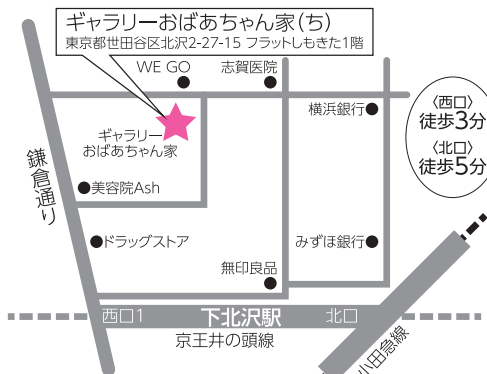 ギャラリーおばあちゃん家(ち)
東京都世田谷区北沢2-27-15 フラットしもきた1階
WE GO
志賀医院
横浜銀行
〈西口〉
徒歩3分
〈北口〉
徒歩5分
ギャラリー
おばあちゃん家
鎌倉通り
美容院Ash
ドラッグストア
みずほ銀行
無印良品
西口1
下北沢駅
北口
京王井の頭線
小田急線